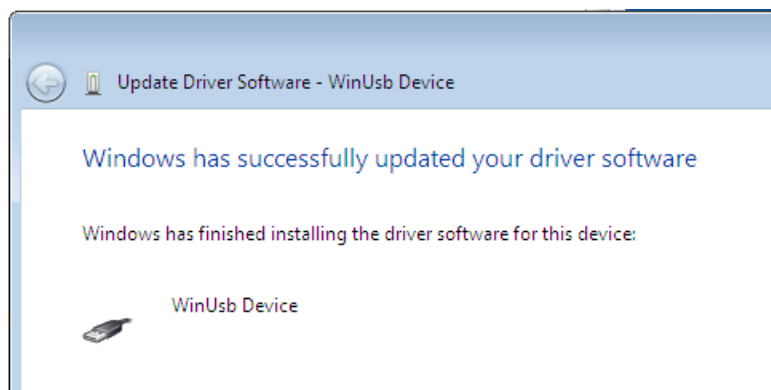 Update Driver Software - WinUsb Device
Windows has successfully updated your driver software
Windows has finished installing the driver software for this device:
WinUsb Device